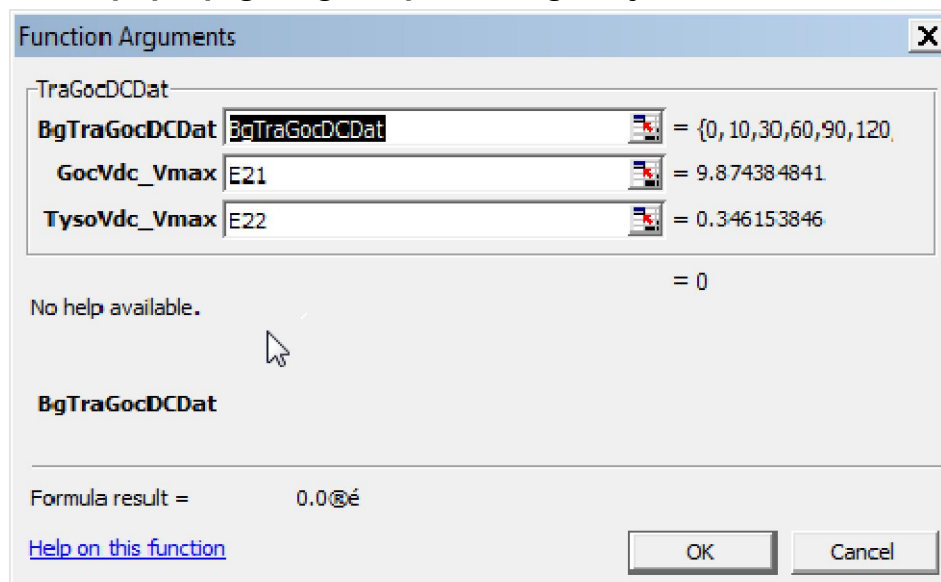 Function Arguments
TraGocDCDat
BgTraGocDCDat BgTraGocDCDat = {0,10,30,60,90,120,
GocVdc_Vmax E21 = 9.874384841
TysoVdc_Vmax E22 = 0.346153846
= 0
No help available.
BgTraGocDCDat
Formula result = 0.0®é
Help on this function OK Cancel